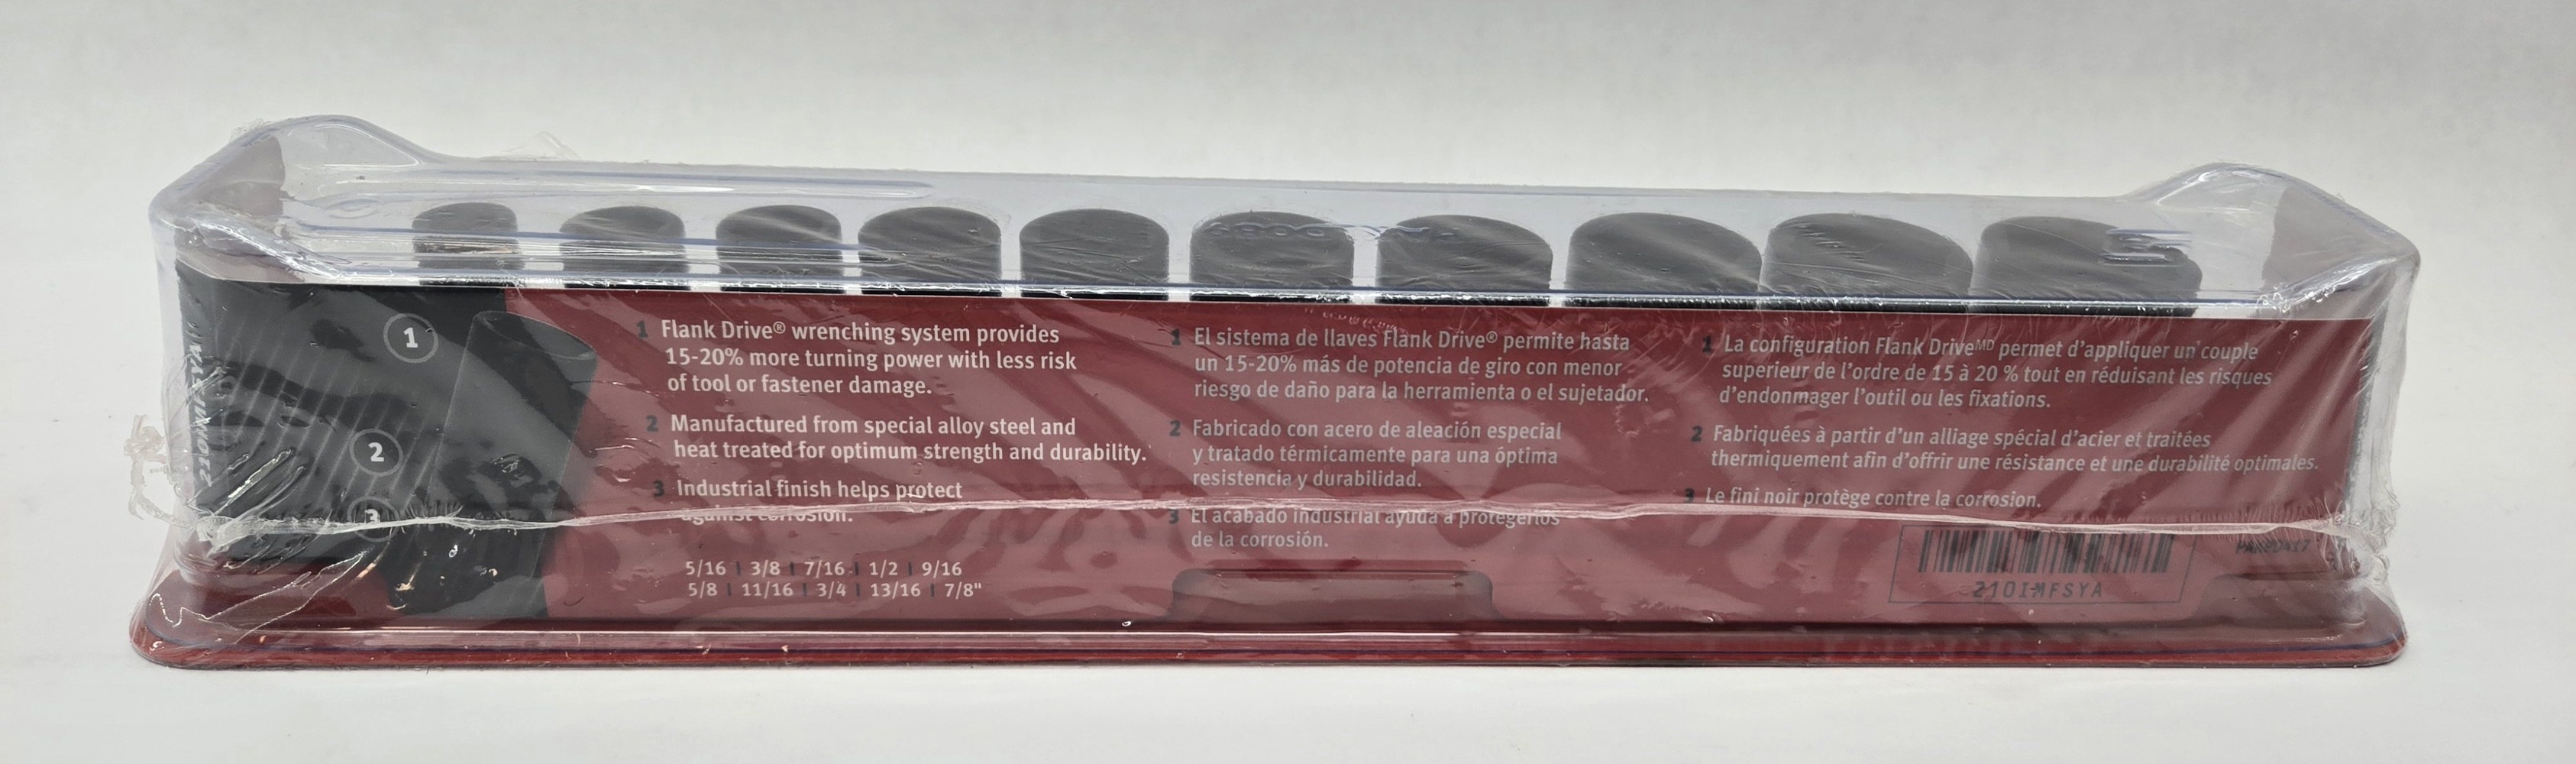 210IMFSYA
1
2
3
1 Flank Drive® wrenching system provides
15-20% more turning power with less risk
of tool or fastener damage.
2 Manufactured from special alloy steel and
heat treated for optimum strength and durability.
3 Industrial finish helps protect
against corrosion.
5/16 | 3/8 | 7/16 | 1/2 | 9/16
5/8 | 11/16 | 3/4 | 13/16 | 7/8"
1 El sistema de llaves Flank Drive® permite hasta
un 15-20% más de potencia de giro con menor
riesgo de daño para la herramienta o el sujetador.
2 Fabricado con acero de aleación especial
y tratado térmicamente para una óptima
resistencia y durabilidad.
3 El acabado industrial ayuda a protegerlos
de la corrosión.
1 La configuration Flank Drive MD permet d'appliquer un couple
superieur de l'ordre de 15 à 20 % tout en réduisant les risques
d'endonmager l'outil ou les fixations.
2 Fabriquées à partir d'un alliage spécial d'acier et traitées
thermiquement afin d'offrir une résistance et une durabilité optimales.
3 Le fini noir protège contre la corrosion.
210IMFSYA